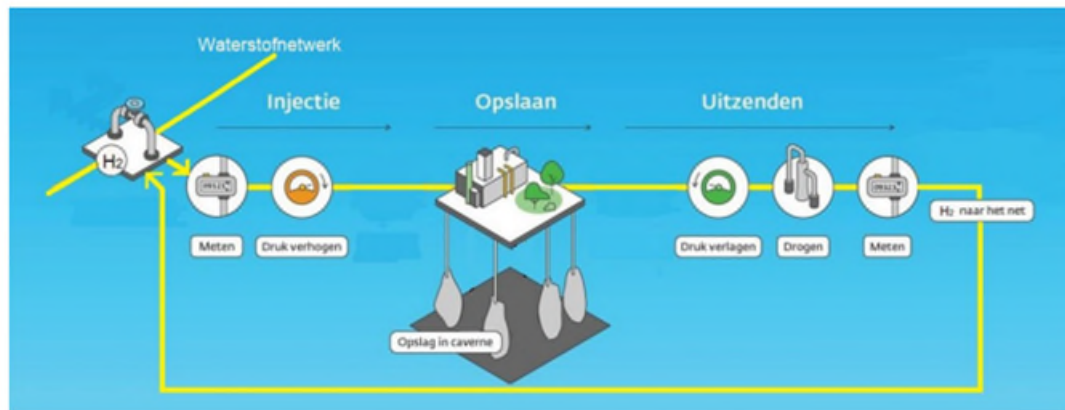 Waterstofnetwerk
Injectie
Opslaan
Uitzenden
H₂
Meten
Druk verhogen
Opslag in caverne
Druk verlagen
Drogen
Meten
H₂ naar het net